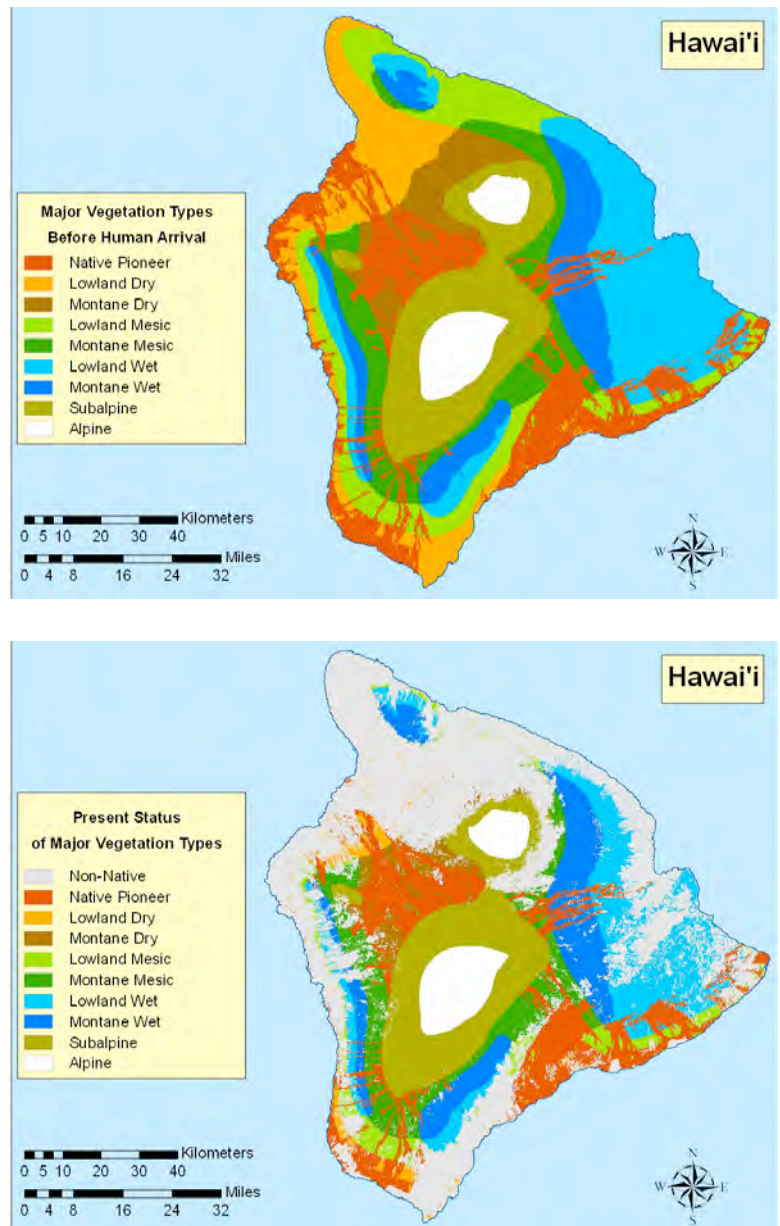 Hawai'i
Major Vegetation Types
Before Human Arrival
Native Pioneer
Lowland Dry
Montane Dry
Lowland Mesic
Montane Mesic
Lowland Wet
Montane Wet
Subalpine
Alpine
Kilometers
0 5 10 20 30 40
Miles
0 4 8 16 24 32
N
W E
S
Hawai'i
Present Status
of Major Vegetation Types
Non-Native
Native Pioneer
Lowland Dry
Montane Dry
Lowland Mesic
Montane Mesic
Lowland Wet
Montane Wet
Subalpine
Alpine
Kilometers
0 5 10 20 30 40
Miles
0 4 8 16 24 32
N
W E
S